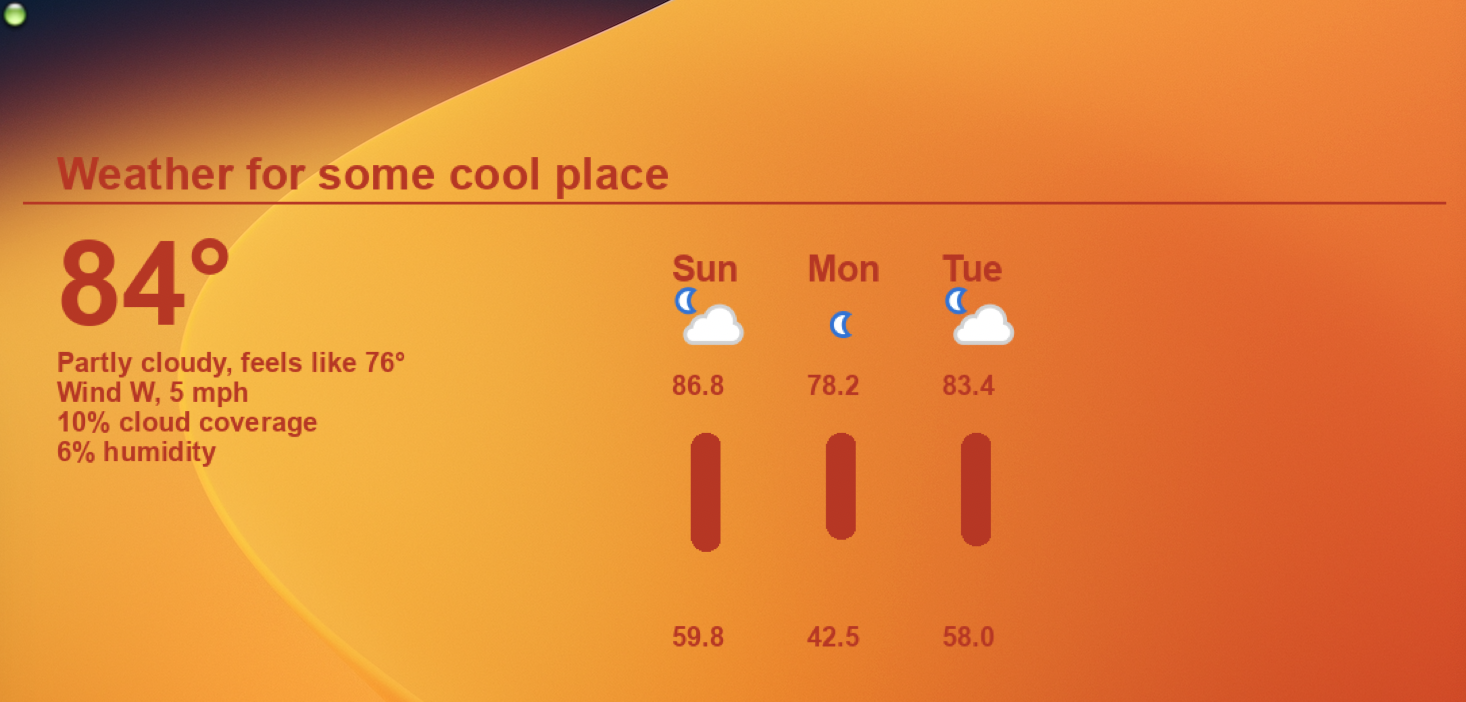 Weather for some cool place
84°
Partly cloudy, feels like 76°
Wind W, 5 mph
10% cloud coverage
6% humidity
Sun Mon Tue
86.8 78.2 83.4
59.8 42.5 58.0